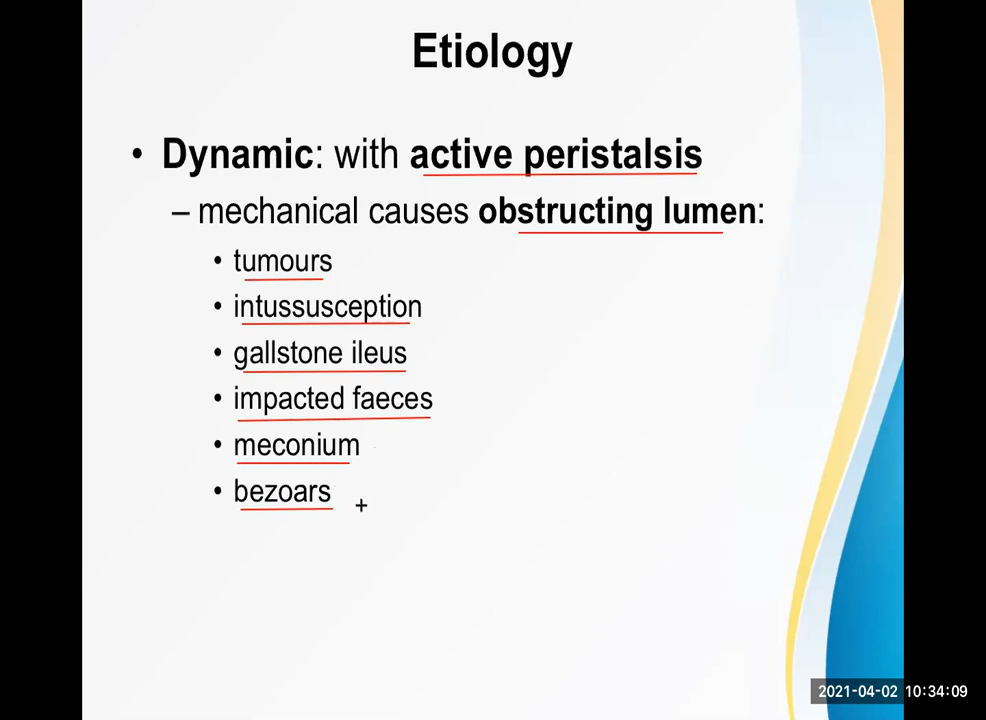 Etiology
• Dynamic: with active peristalsis
– mechanical causes obstructing lumen:
• tumours
• intussusception
• gallstone ileus
• impacted faeces
• meconium
• bezoars
2021-04-02 10:34:09